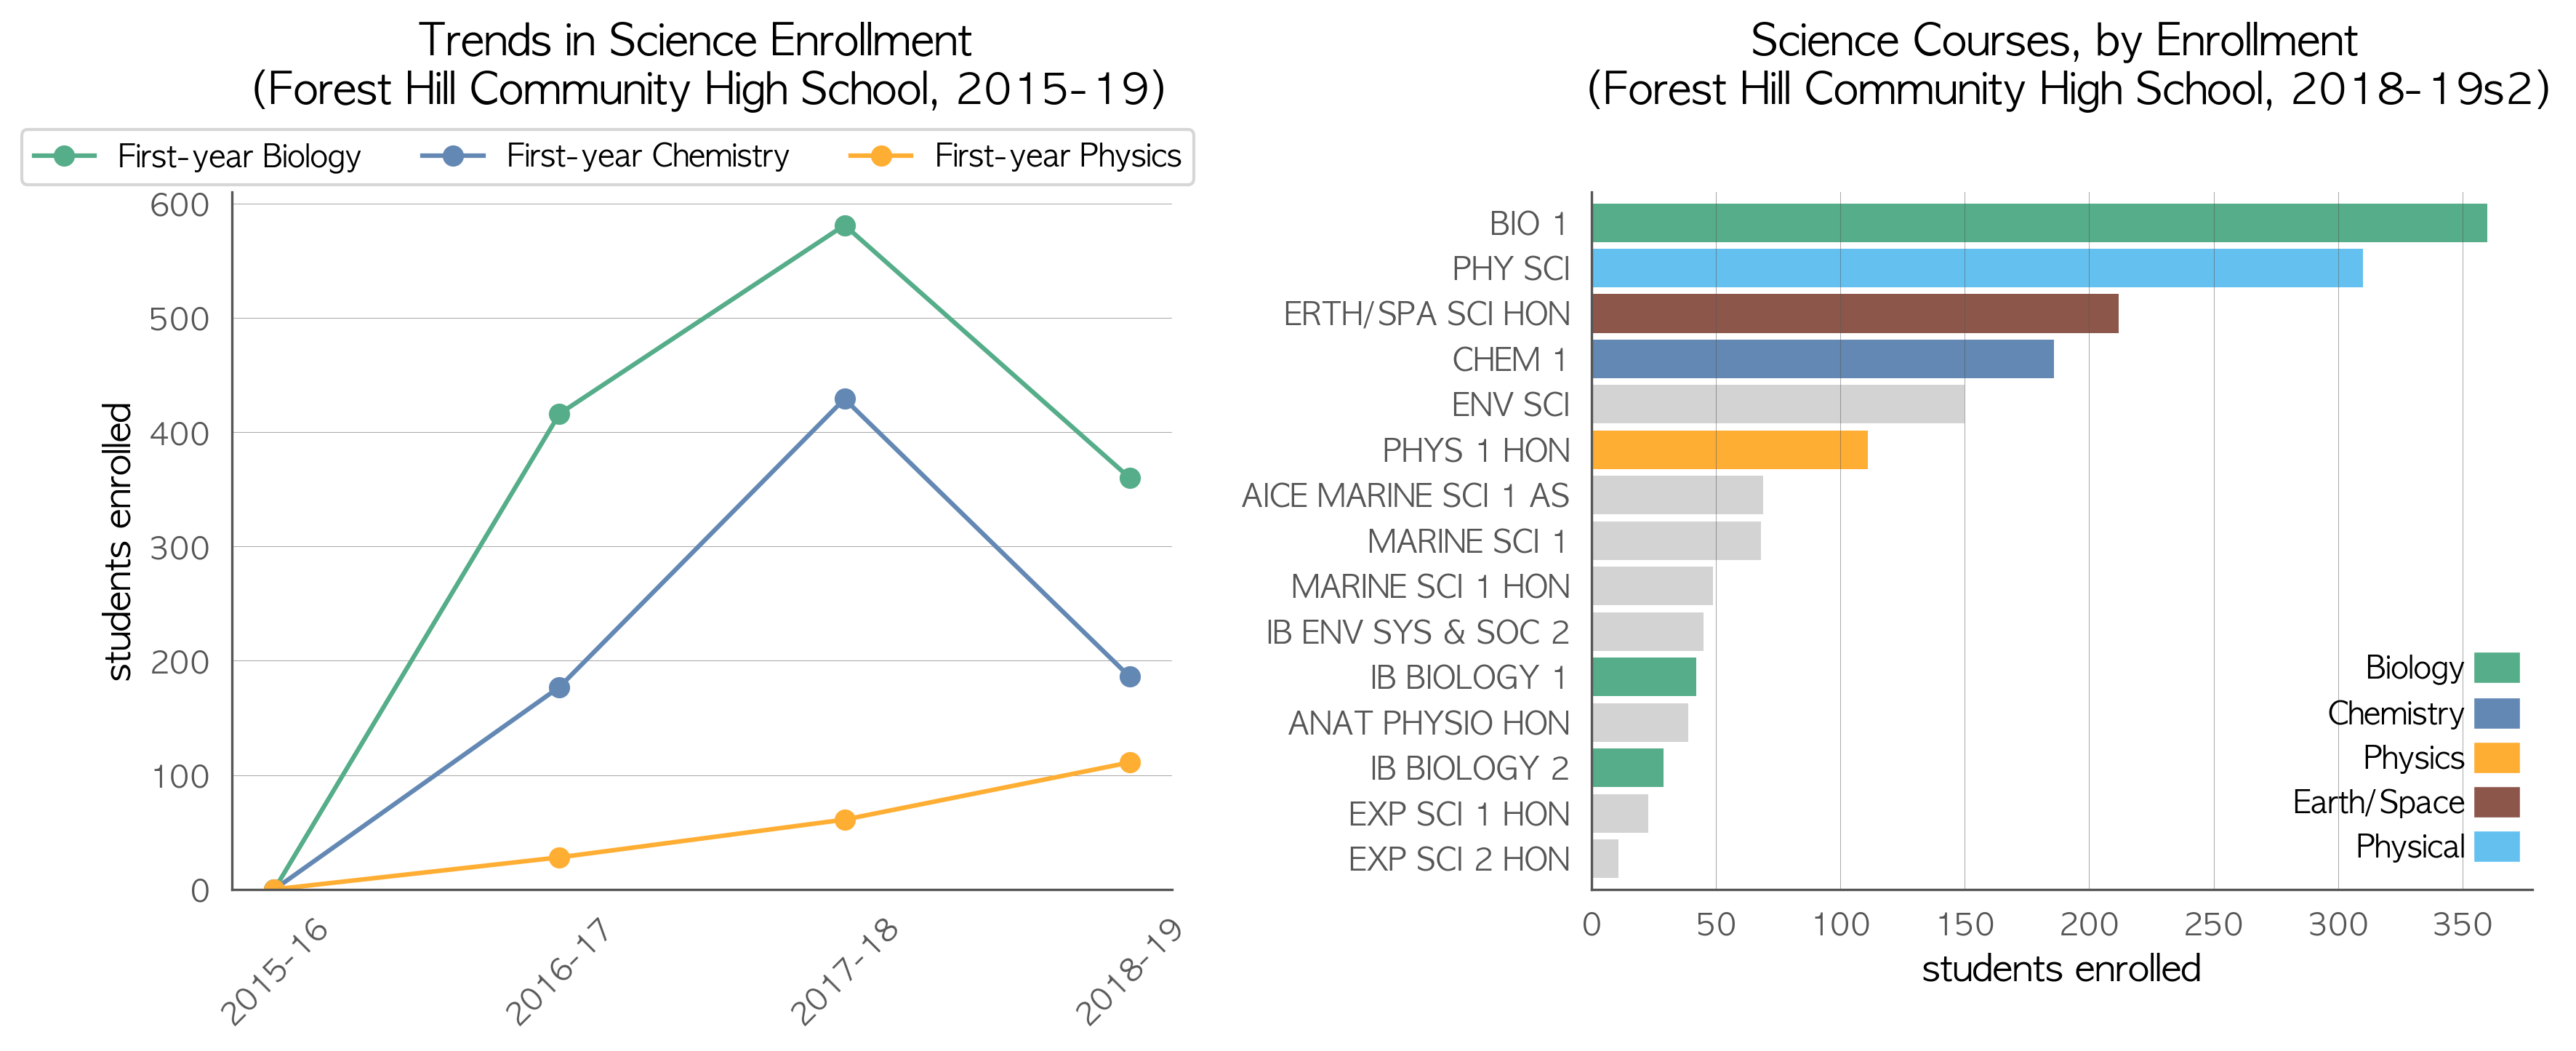 Trends in Science Enrollment
(Forest Hill Community High School, 2015-19)
First-year Biology
First-year Chemistry
First-year Physics
600
500
400
300
200
100
0
students enrolled
2015-16
2016-17
2017-18
2018-19
Science Courses, by Enrollment
(Forest Hill Community High School, 2018-19s2)
BIO 1
PHY SCI
ERTH/SPA SCI HON
CHEM 1
ENV SCI
PHYS 1 HON
AICE MARINE SCI 1 AS
MARINE SCI 1
MARINE SCI 1 HON
IB ENV SYS & SOC 2
IB BIOLOGY 1
ANAT PHYSIO HON
IB BIOLOGY 2
EXP SCI 1 HON
EXP SCI 2 HON
Biology
Chemistry
Physics
Earth/Space
Physical
0 50 100 150 200 250 300 350
students enrolled